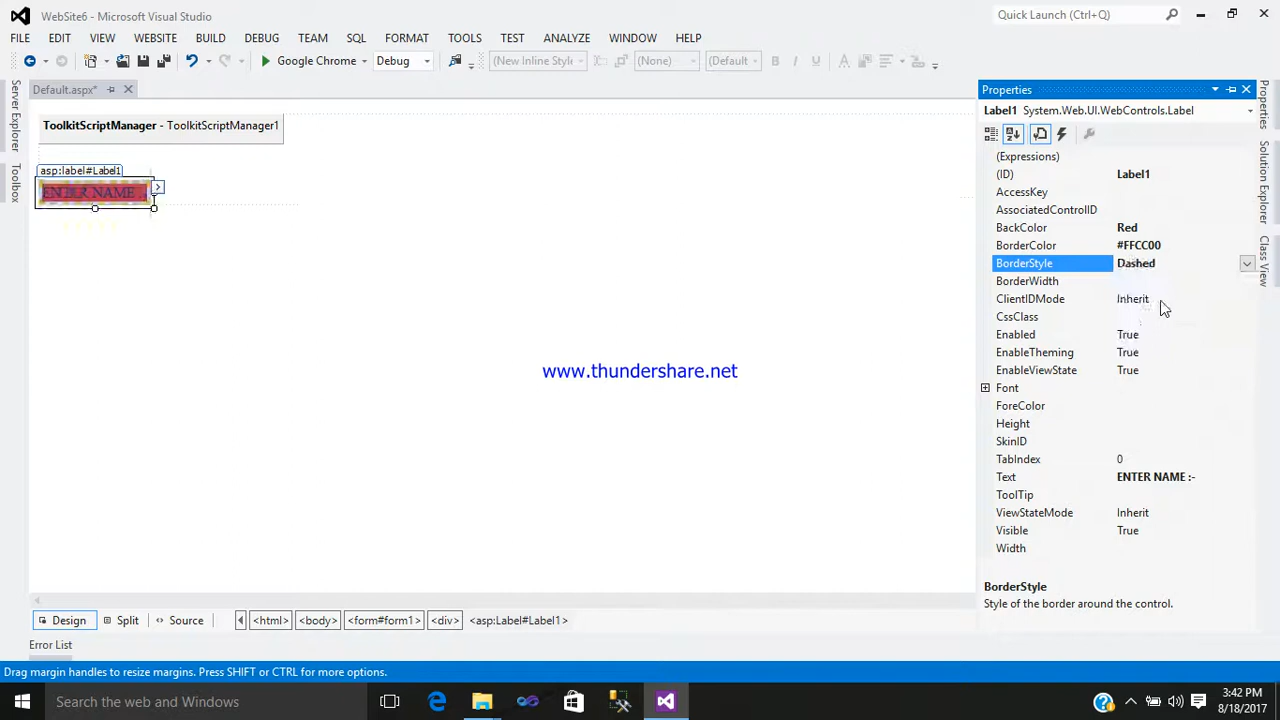 WebSite6 - Microsoft Visual Studio
Quick Launch (Ctrl+Q)
FILE EDIT VIEW WEBSITE BUILD DEBUG TEAM SQL FORMAT TOOLS TEST ANALYZE WINDOW HELP
Google Chrome Debug (New Inline Style (None) (Default B I U A
Server Explorer
Toolbox
Default.aspx*
ToolkitScriptManager - ToolkitScriptManager1
asp:label#Label1
ENTER NAME :-
www.thundershare.net
Properties
Label1 System.Web.UI.WebControls.Label
(Expressions)
(ID) Label1
AccessKey
AssociatedControlID
BackColor Red
BorderColor #FFCC00
BorderStyle Dashed
BorderWidth
ClientIDMode Inherit
CssClass
Enabled True
EnableTheming True
EnableViewState True
Font
ForeColor
Height
SkinID
TabIndex 0
Text ENTER NAME :-
ToolTip
ViewStateMode Inherit
Visible True
Width
BorderStyle
Style of the border around the control.
Properties
Solution Explorer
Class View
Design Split Source <html> <body> <form#form1> <div> <asp:Label#Label1>
Error List
Drag margin handles to resize margins. Press SHIFT or CTRL for more options.
Search the web and Windows
3:42 PM
8/18/2017